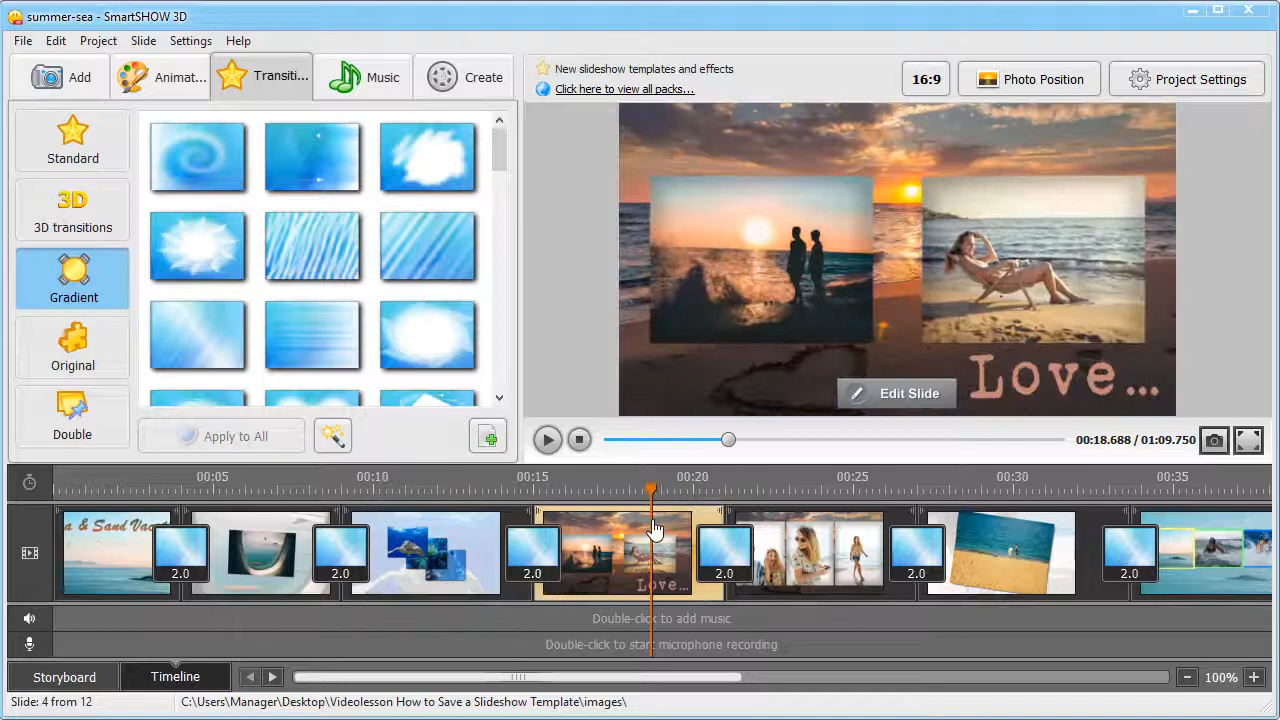 summer-sea - SmartSHOW 3D
File Edit Project Slide Settings Help
Add Animat... Transiti... Music Create
New slideshow templates and effects
Click here to view all packs...
16:9 Photo Position Project Settings
Standard
3D
3D transitions
Gradient
Original
Double
Apply to All
Love...
Edit Slide
00:18.688 / 01:09.750
00:05 00:10 00:15 00:20 00:25 00:30 00:35
a & Sand Vac
Love...
2.0 2.0 2.0 2.0 2.0 2.0
Double-click to add music
Double-click to start microphone recording
Storyboard Timeline 100%
Slide: 4 from 12 C:\Users\Manager\Desktop\Videolesson How to Save a Slideshow Template\images\